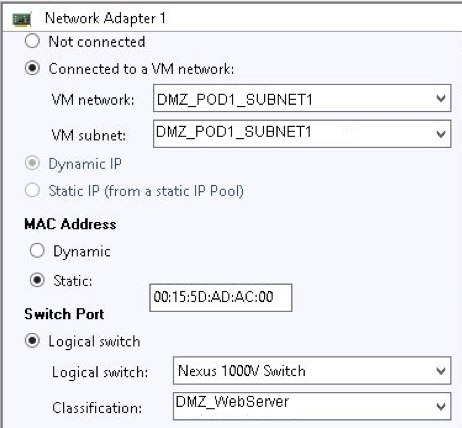 Network Adapter 1
Not connected
Connected to a VM network:
VM network: DMZ_POD1_SUBNET1
VM subnet: DMZ_POD1_SUBNET1
Dynamic IP
Static IP (from a static IP Pool)
MAC Address
Dynamic
Static:
00:15:5D:AD:AC:00
Switch Port
Logical switch
Logical switch: Nexus 1000V Switch
Classification: DMZ_WebServer